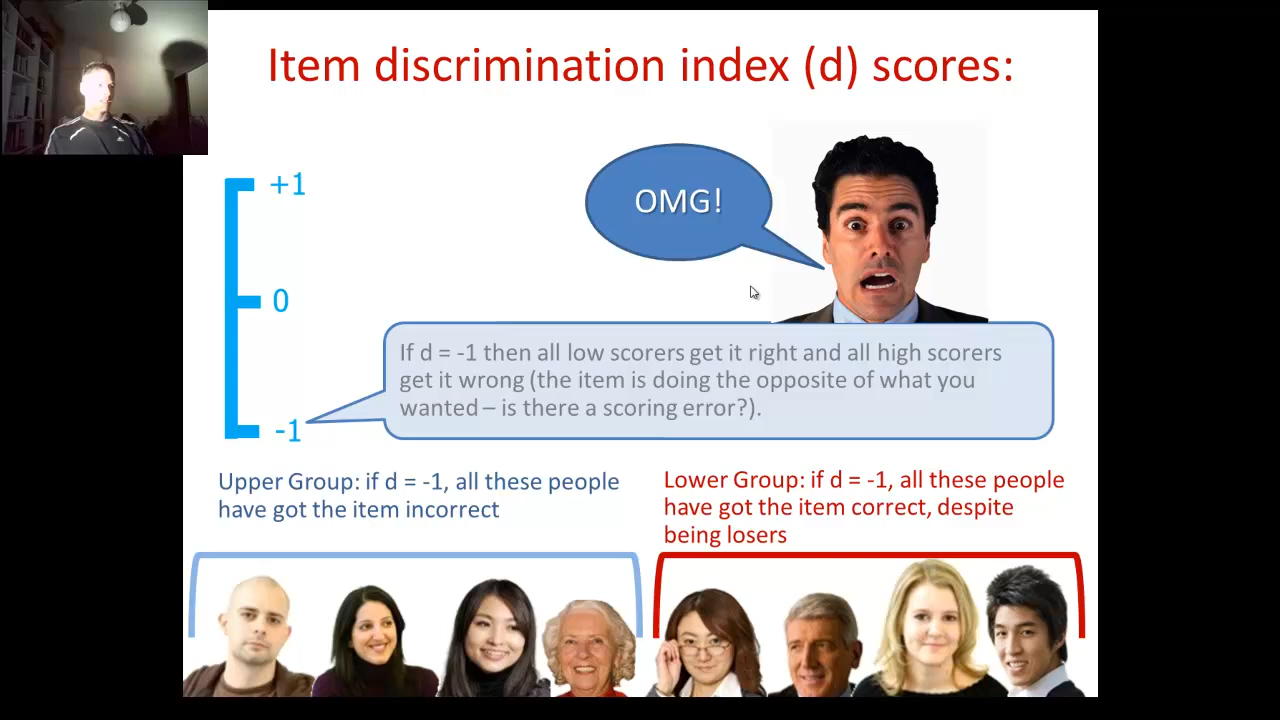 Item discrimination index (d) scores:
OMG!
+1
0
-1
If d = -1 then all low scorers get it right and all high scorers
get it wrong (the item is doing the opposite of what you
wanted – is there a scoring error?).
Upper Group: if d = -1, all these people
have got the item incorrect
Lower Group: if d = -1, all these people
have got the item correct, despite
being losers